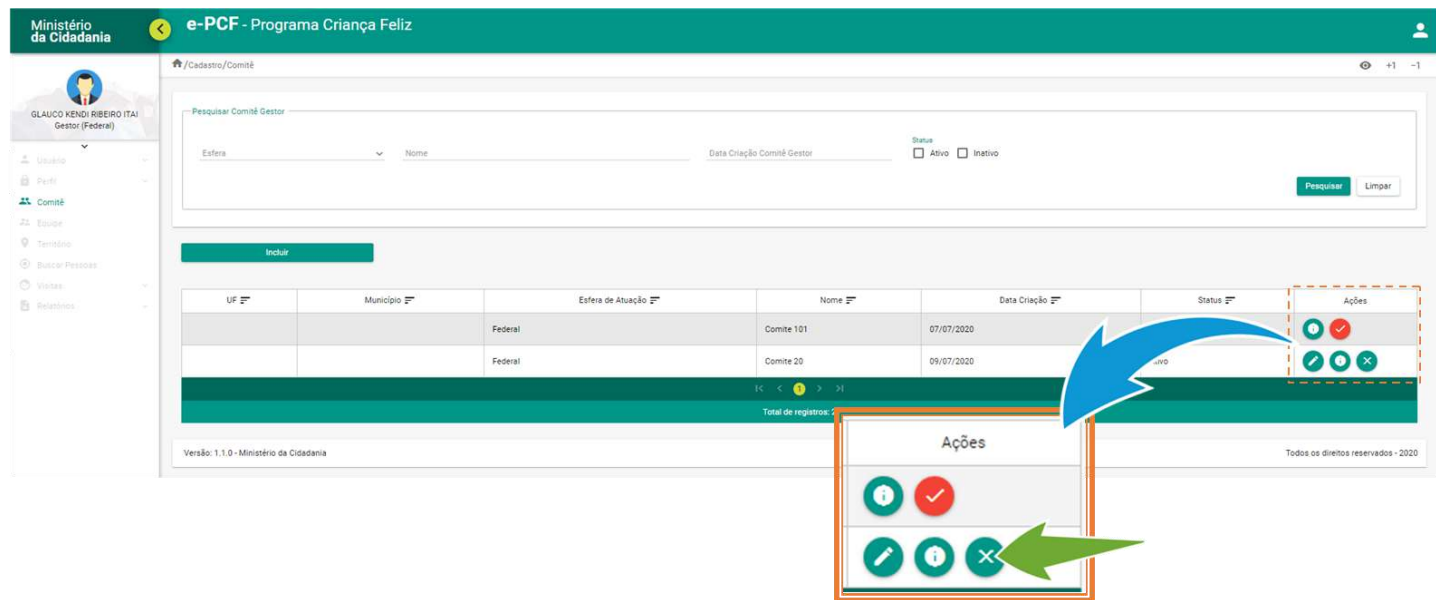 Ministério
da Cidadania
e-PCF - Programa Criança Feliz
/Cadastro/Comitê
+1 -1
GLAUCO KENDI RIBEIRO ITAI
Gestor (Federal)
Usuário
Perfil
Comitê
Equipe
Território
Buscar Pessoas
Visitas
Relatórios
Pesquisar Comitê Gestor
Esfera
Nome
Data Criação Comitê Gestor
Status
Ativo
Inativo
Pesquisar
Limpar
Incluir
UF Município Esfera de Atuação Nome Data Criação Status Ações
Federal Comite 101 07/07/2020
Federal Comite 20 09/07/2020
1
Total de registros: 2
Ações
Versão: 1.1.0 - Ministério da Cidadania
Todos os direitos reservados - 2020